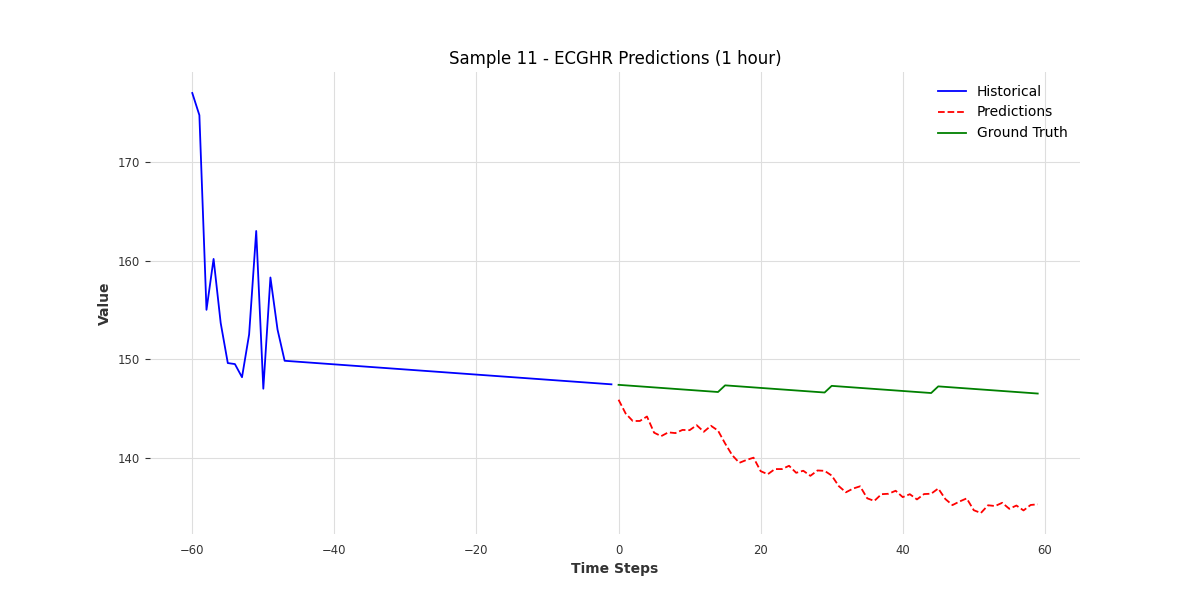 Sample 11 - ECGHR Predictions (1 hour)
Historical
Predictions
Ground Truth
170
160
150
140
Value
−60
−40
−20
0
20
40
60
Time Steps